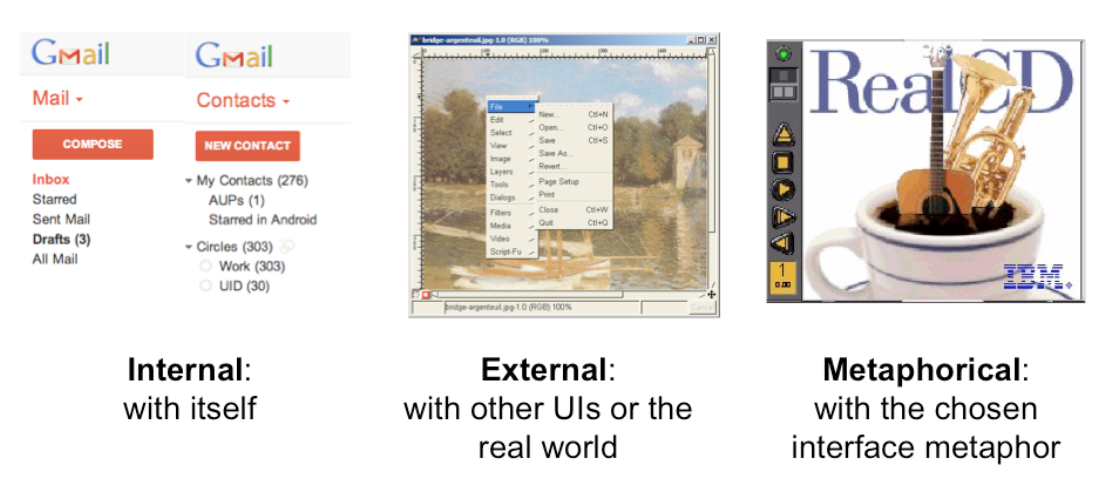 Gmail
Mail
COMPOSE
Inbox
Starred
Sent Mail
Drafts (3)
All Mail
Gmail
Contacts
NEW CONTACT
My Contacts (276)
AUPs (1)
Starred in Android
Circles (303)
Work (303)
UID (30)
bridge-argenteuil.jpg-1.0 (RGB) 100%
File
Edit
Select
View
Image
Layers
Tools
Dialogs
Filters
Media
Video
Script-Fu
New... Ctrl+N
Open... Ctrl+O
Save Ctrl+S
Save As...
Revert...
Page Setup
Print
Close Ctrl+W
Quit Ctrl+Q
bridge-argenteuil.jpg-1.0 (RGB) 100%
Cancel
RealCD
1
0.00
IBM
Internal:
with itself
External:
with other UIs or the
real world
Metaphorical:
with the chosen
interface metaphor